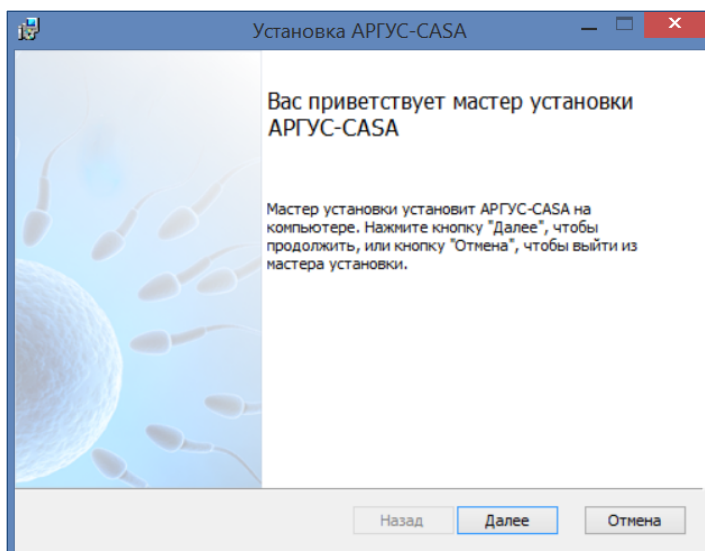 Установка АРГУС-CASA
Вас приветствует мастер установки
АРГУС-CASA
Мастер установки установит АРГУС-CASA на
компьютере. Нажмите кнопку "Далее", чтобы
продолжить, или кнопку "Отмена", чтобы выйти из
мастера установки.
Назад Далее Отмена